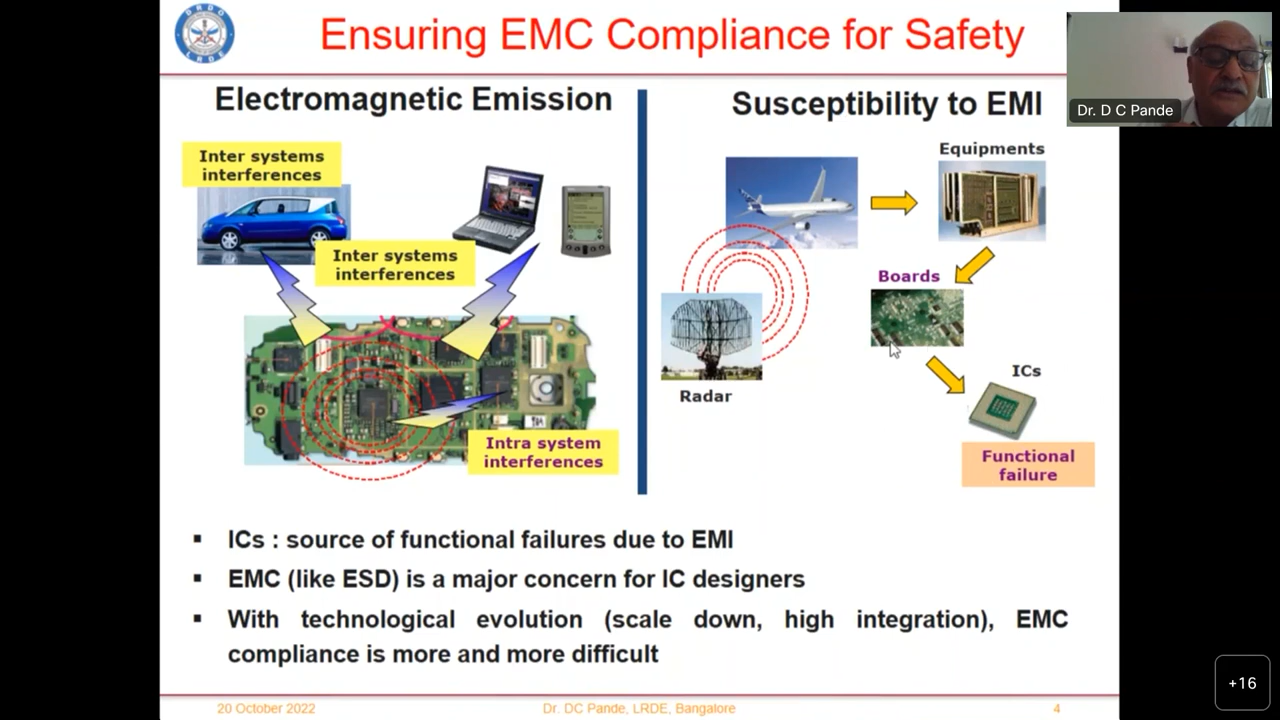 DRDO
LRDE
Ensuring EMC Compliance for Safety
Dr. D C Pande
Electromagnetic Emission
Inter systems
interferences
Inter systems
interferences
Intra system
interferences
Susceptibility to EMI
Equipments
Boards
Radar
ICs
Functional
failure
▪ ICs : source of functional failures due to EMI
▪ EMC (like ESD) is a major concern for IC designers
▪ With technological evolution (scale down, high integration), EMC
compliance is more and more difficult
20 October 2022
Dr. DC Pande, LRDE, Bangalore
4
+16